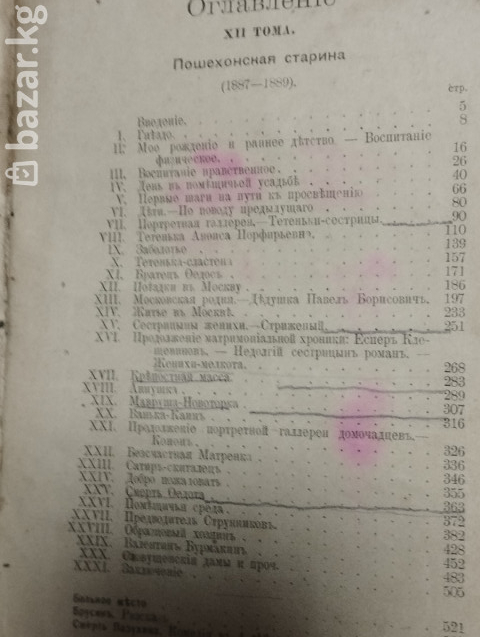 Оглавленіе
XII ТОМА.
Пошехонская старина
(1887—1889).
Стр.
Введеніе. 5
I. Гнѣздо. 8
II. Мое рожденіе и раннее дѣтство. — Воспитаніе
физическое. 16
III. Воспитаніе нравственное. 26
IV. День въ помѣщичьей усадьбѣ 40
V. Первые шаги на пути къ просвѣщенію 66
VI. Дѣти.—По поводу предыдущаго 80
VII. Портретная галлерея.—Тетеньки-сестрицы. 90
VIII. Тетенька Анфиса Порфирьевна. 110
IX. Заболотье 139
X. Тетенька-сластена 157
XI. Братецъ Ѳедосъ. 171
XII. Поѣздки въ Москву 186
XIII. Московская родня.—Дѣдушка Павелъ Борисовичъ. 197
XIV. Житье въ Москвѣ. 233
XV. Сестрицыны женихи.—Стриженый. 251
XVI. Продолженіе матримоніальной хроники: Есперъ Кле-
щевиновъ. — Недолгій сестрицынъ романъ. —
Женихи-мелкота. 268
XVII. Крѣпостная масса. 283
XVIII. Аннушка 289
XIX. Мавруша-Новоторка 307
XX. Ванька-Каинъ 316
XXI. Продолженіе портретной галлереи домочадцевъ.
Кононъ. 326
XXII. Безсчастная Матренка 336
XXIII. Сатиръ-скиталецъ 346
XXIV. Добро пожаловать 355
XXV. Смерть Ѳедота 363
XXVI. Помѣщичья среда 372
XXVII. Предводитель Струнниковъ. 382
XXVIII. Образцовый хозяинъ 428
XXIX. Валентинъ Бурмакинъ 452
XXX. Словущенскія дамы и проч. 483
XXXI. Заключеніе 505
Больное мѣсто
521
bazar.kg